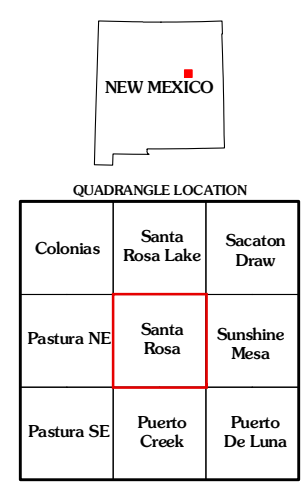 NEW MEXICO
QUADRANGLE LOCATION
Colonias
Santa
Rosa Lake
Sacaton
Draw
Pastura NE
Santa
Rosa
Sunshine
Mesa
Pastura SE
Puerto
Creek
Puerto
De Luna